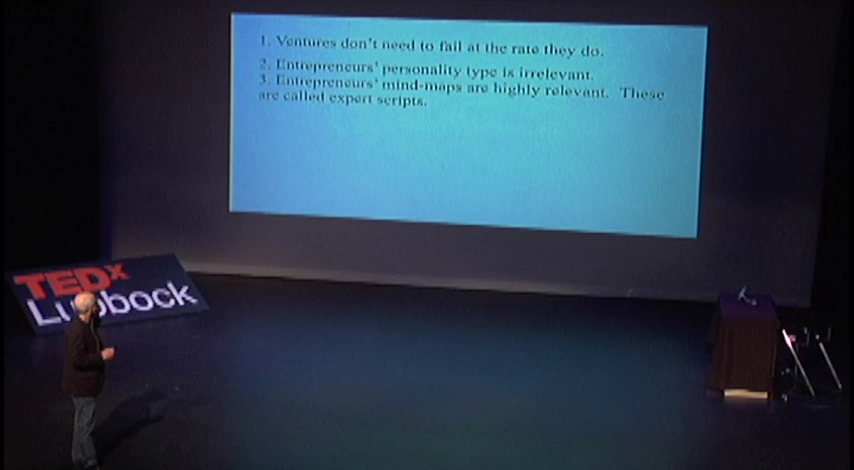 1. Ventures don't need to fail at the rate they do.
2. Entrepreneurs' personality type is irrelevant.
3. Entrepreneurs' mind-maps are highly relevant. These
are called expert scripts.
TEDx
Lubbock